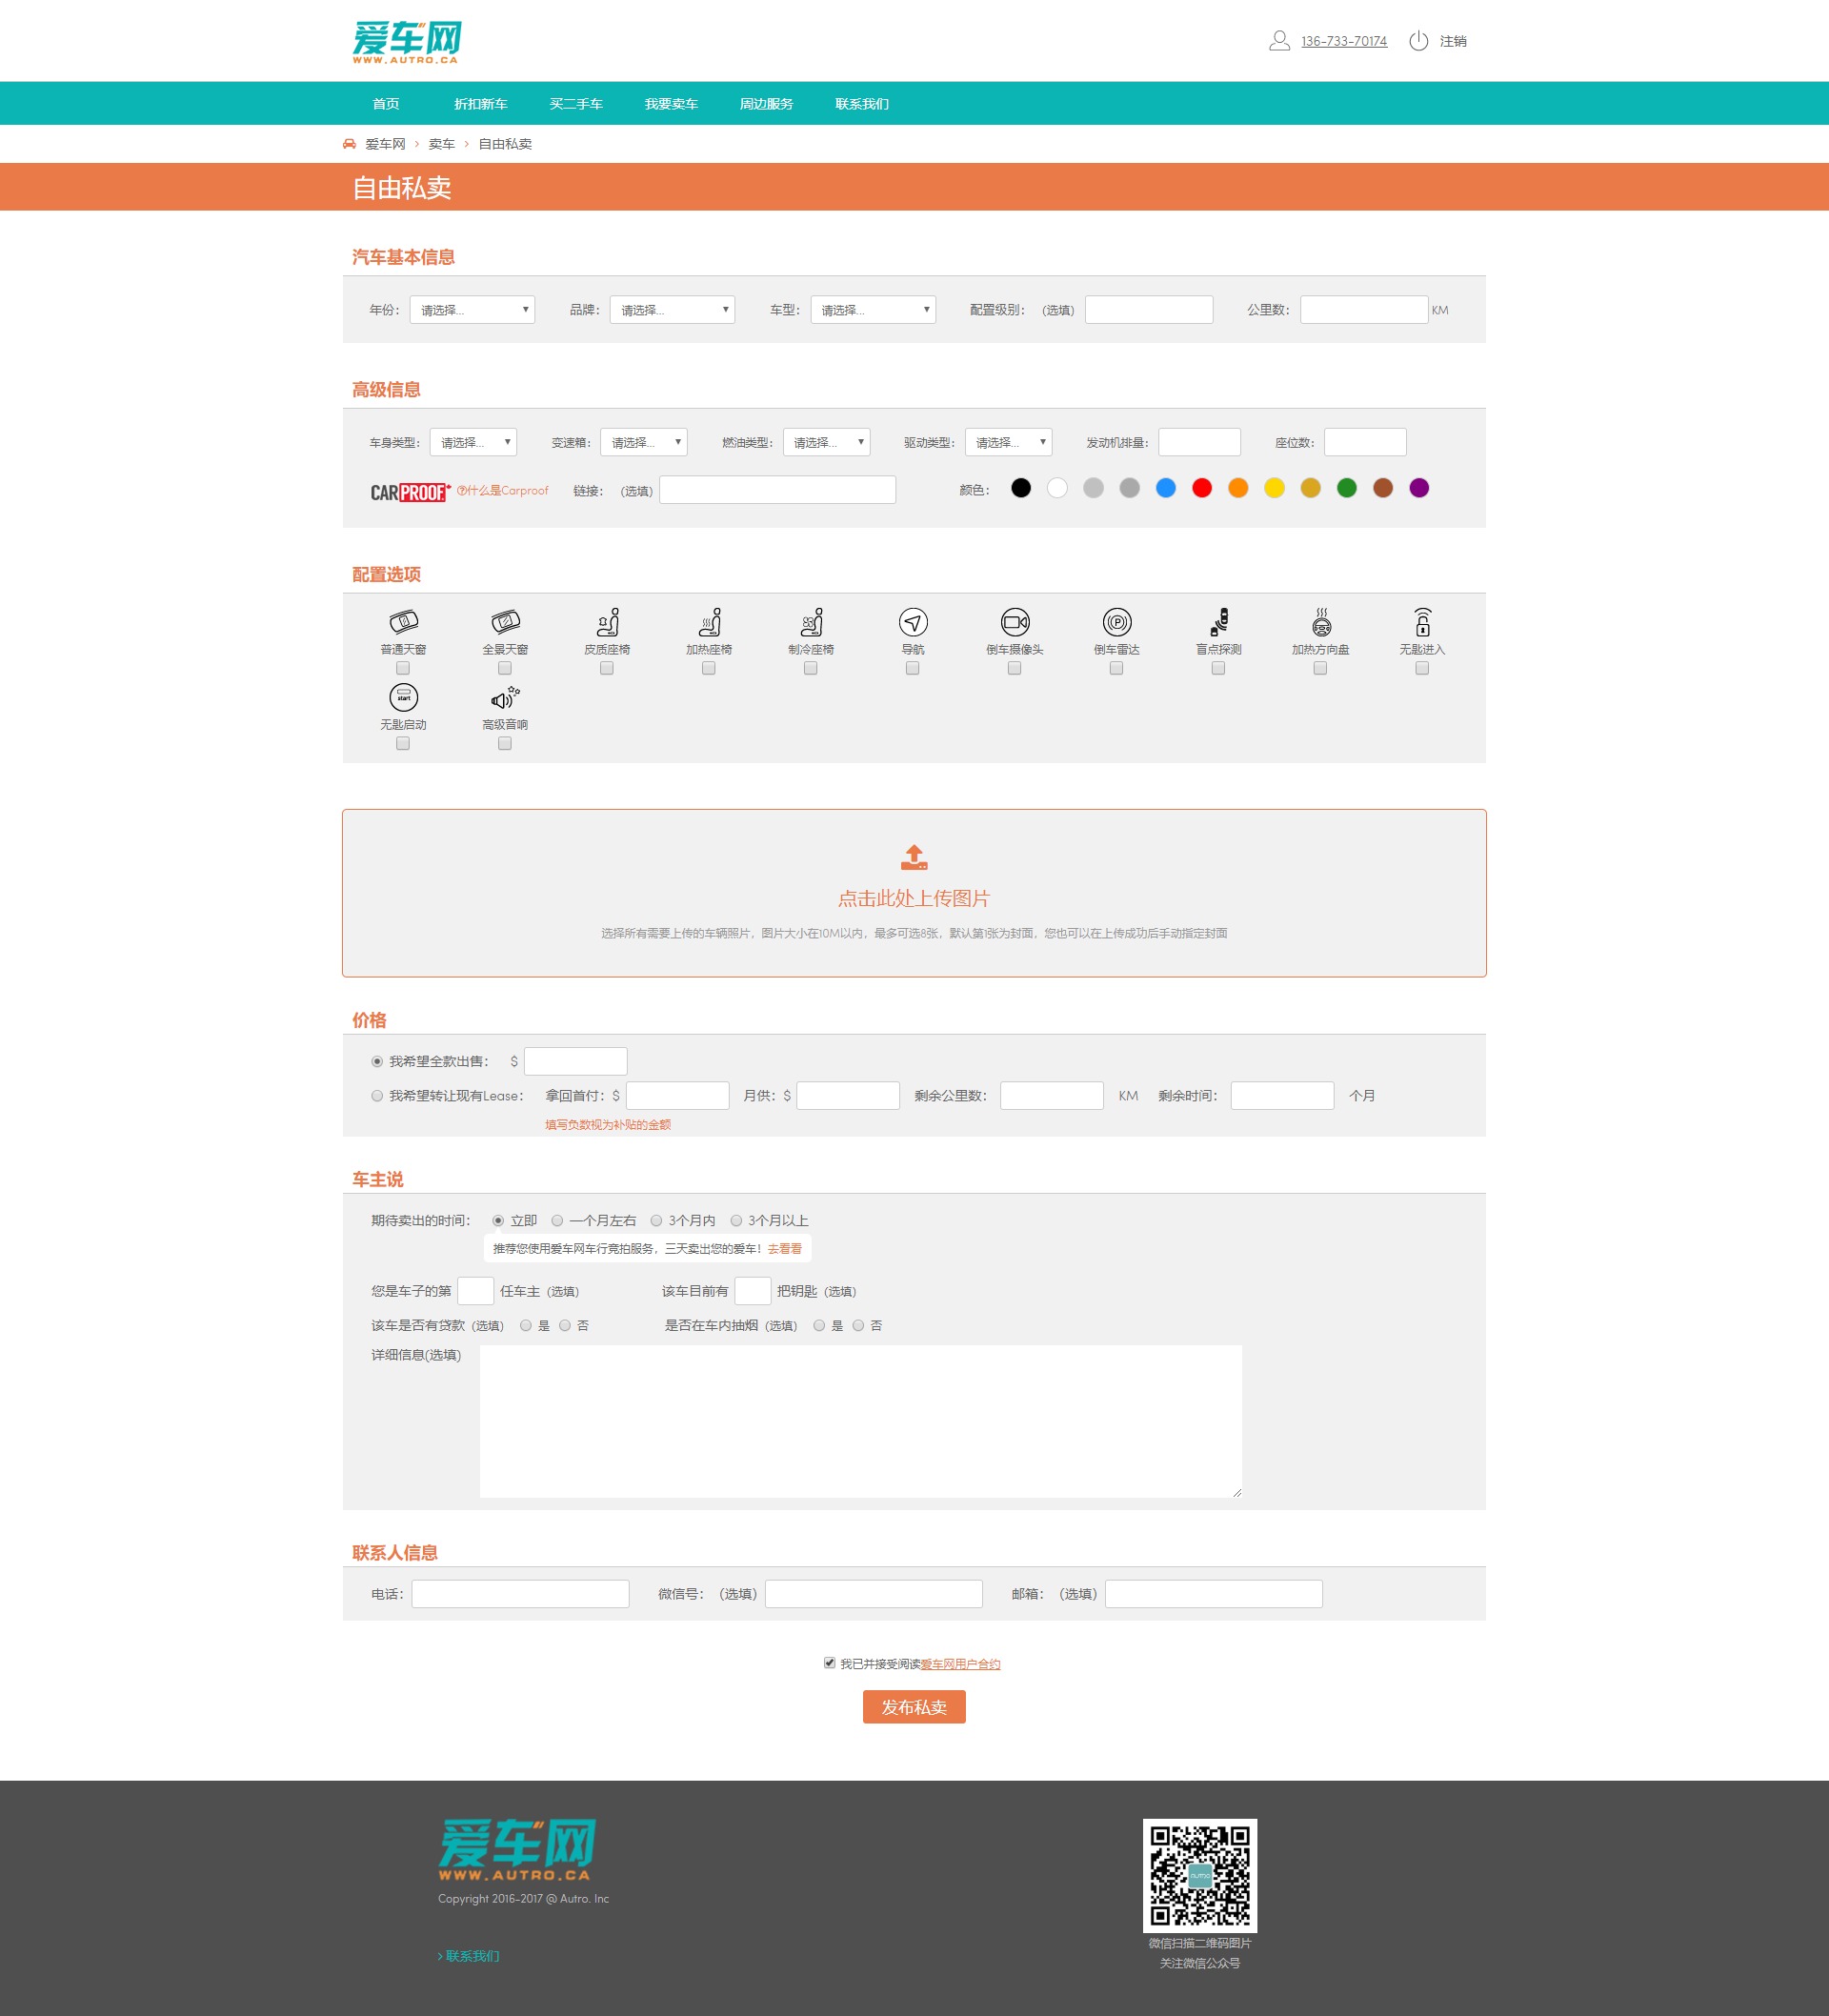 爱车网
WWW.AUTRO.CA
136-733-70174 注销
首页 折扣新车 买二手车 我要卖车 周边服务 联系我们
爱车网 > 卖车 > 自由私卖
自由私卖
汽车基本信息
年份： 请选择... 品牌： 请选择... 车型： 请选择... 配置级别： (选填) 公里数： KM
高级信息
车身类型： 请选择... 变速箱： 请选择... 燃油类型： 请选择... 驱动类型： 请选择... 发动机排量： 座位数：
CARPROOF 什么是Carproof 链接： (选填) 颜色：
配置选项
普通天窗 全景天窗 皮质座椅 加热座椅 制冷座椅 导航 倒车摄像头 倒车雷达 盲点探测 加热方向盘 无匙进入
start
无匙启动 高级音响
点击此处上传图片
选择所有需要上传的车辆照片，图片大小在10M以内，最多可选8张，默认第1张为封面，您也可以在上传成功后手动指定封面
价格
我希望全款出售： $
我希望转让现有Lease： 拿回首付：$ 月供：$ 剩余公里数： KM 剩余时间： 个月
填写负数视为补贴的金额
车主说
期待卖出的时间： 立即 一个月左右 3个月内 3个月以上
推荐您使用爱车网车行竞拍服务，三天卖出您的爱车！去看看
您是车子的第 任车主 (选填) 该车目前有 把钥匙 (选填)
该车是否有贷款 (选填) 是 否 是否在车内抽烟 (选填) 是 否
详细信息(选填)
联系人信息
电话： 微信号：（选填） 邮箱：（选填）
我已并接受阅读爱车网用户合约
发布私卖
爱车网
WWW.AUTRO.CA
Copyright 2016-2017 @ Autro. Inc
> 联系我们
AUTRO
微信扫描二维码图片
关注微信公众号